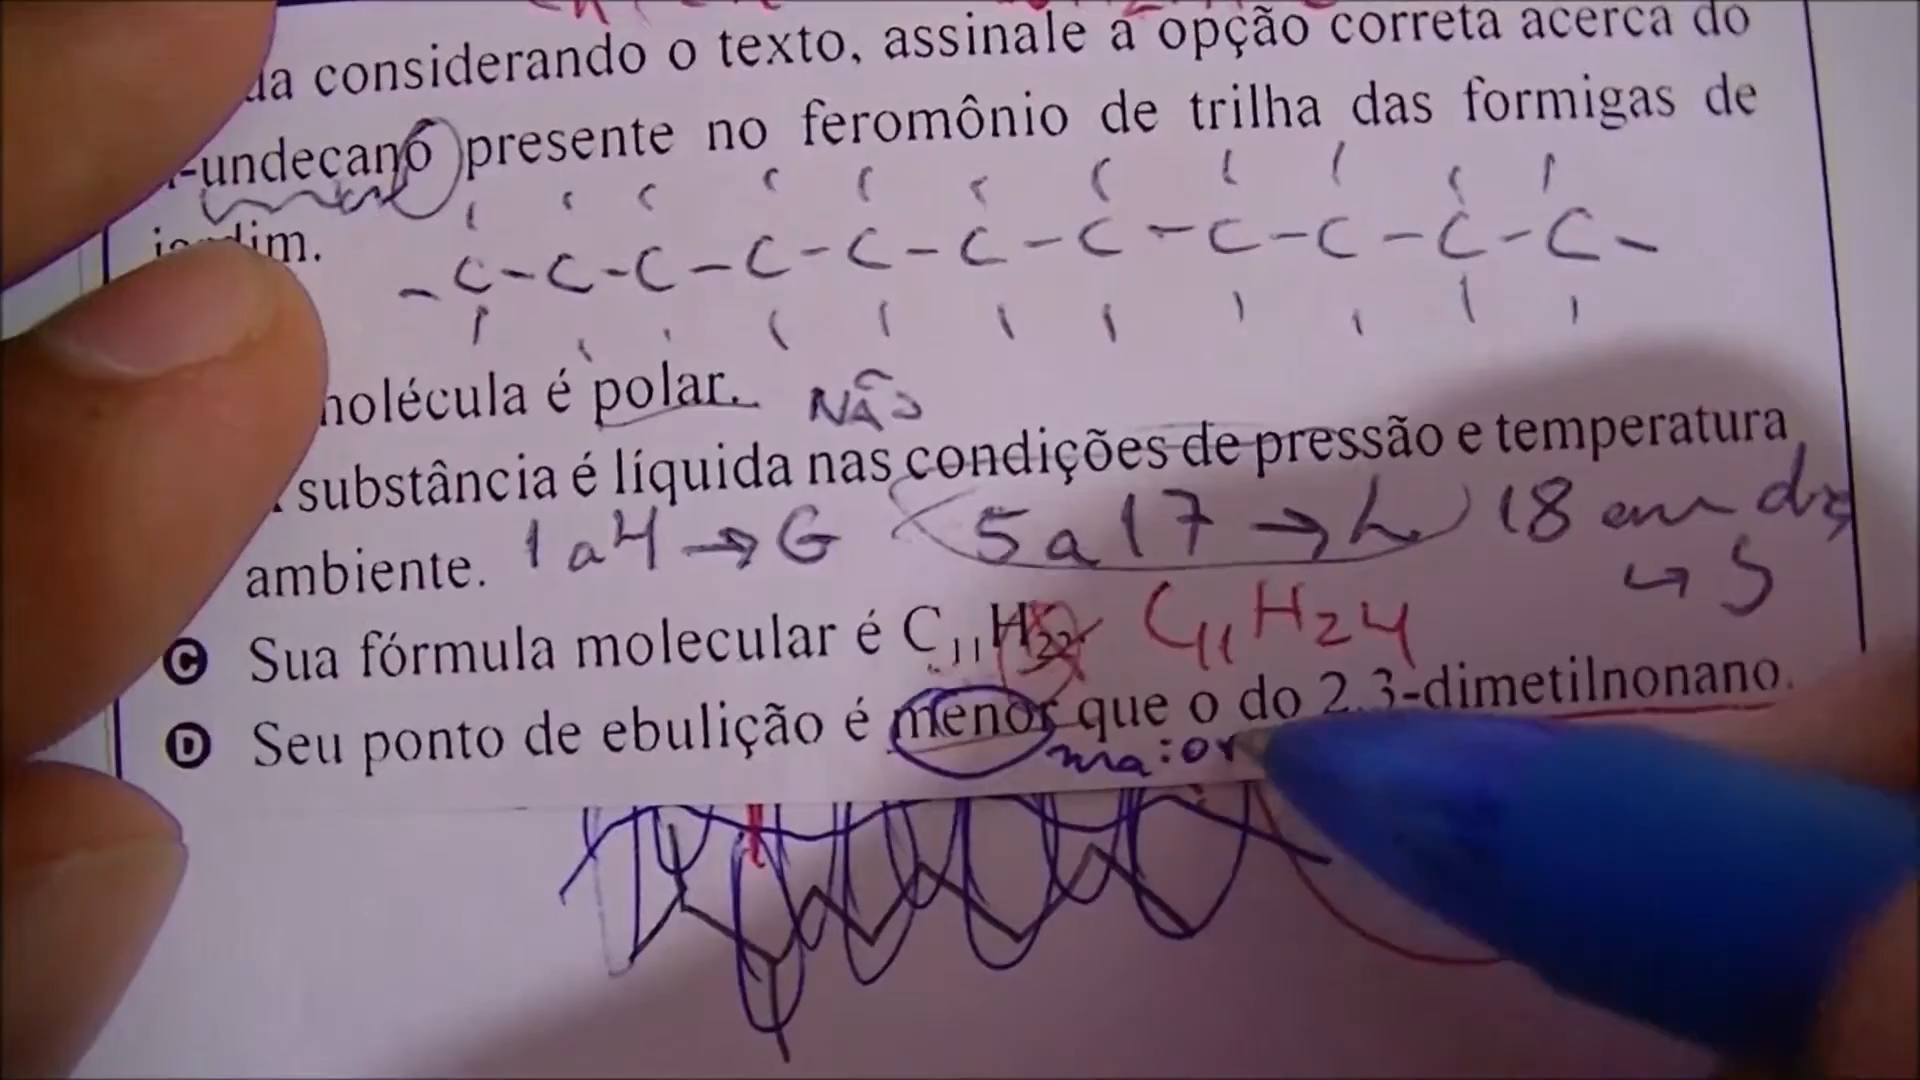 considerando o texto, assinale a opção correta acerca do
-undecano presente no feromônio de trilha das formigas de
jardim.
- C - C - C - C - C - C - C - C - C - C - C -
molécula é polar. NÃO
substância é líquida nas condições de pressão e temperatura
ambiente. 1 a 4 → G 5 a 17 → L 18 em dz
↳ S
C Sua fórmula molecular é C₁₁H₂₂ C₁₁H₂₄
D Seu ponto de ebulição é menor que o do 2,3-dimetilnonano.
maior